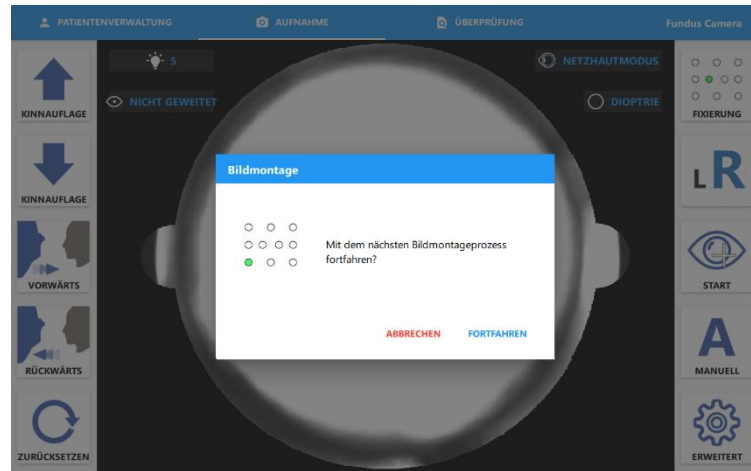 PATIENTENVERWALTUNG
AUFNAHME
ÜBERPRÜFUNG
Fundus Camera
5
NETZHAUTMODUS
NICHT GEWEITET
DIOPTRIE
KINNAUFLAGE
KINNAUFLAGE
VORWÄRTS
RÜCKWÄRTS
ZURÜCKSETZEN
Bildmontage
Mit dem nächsten Bildmontageprozess
fortfahren?
ABBRECHEN
FORTFAHREN
FIXIERUNG
LR
START
A
MANUELL
ERWEITERT